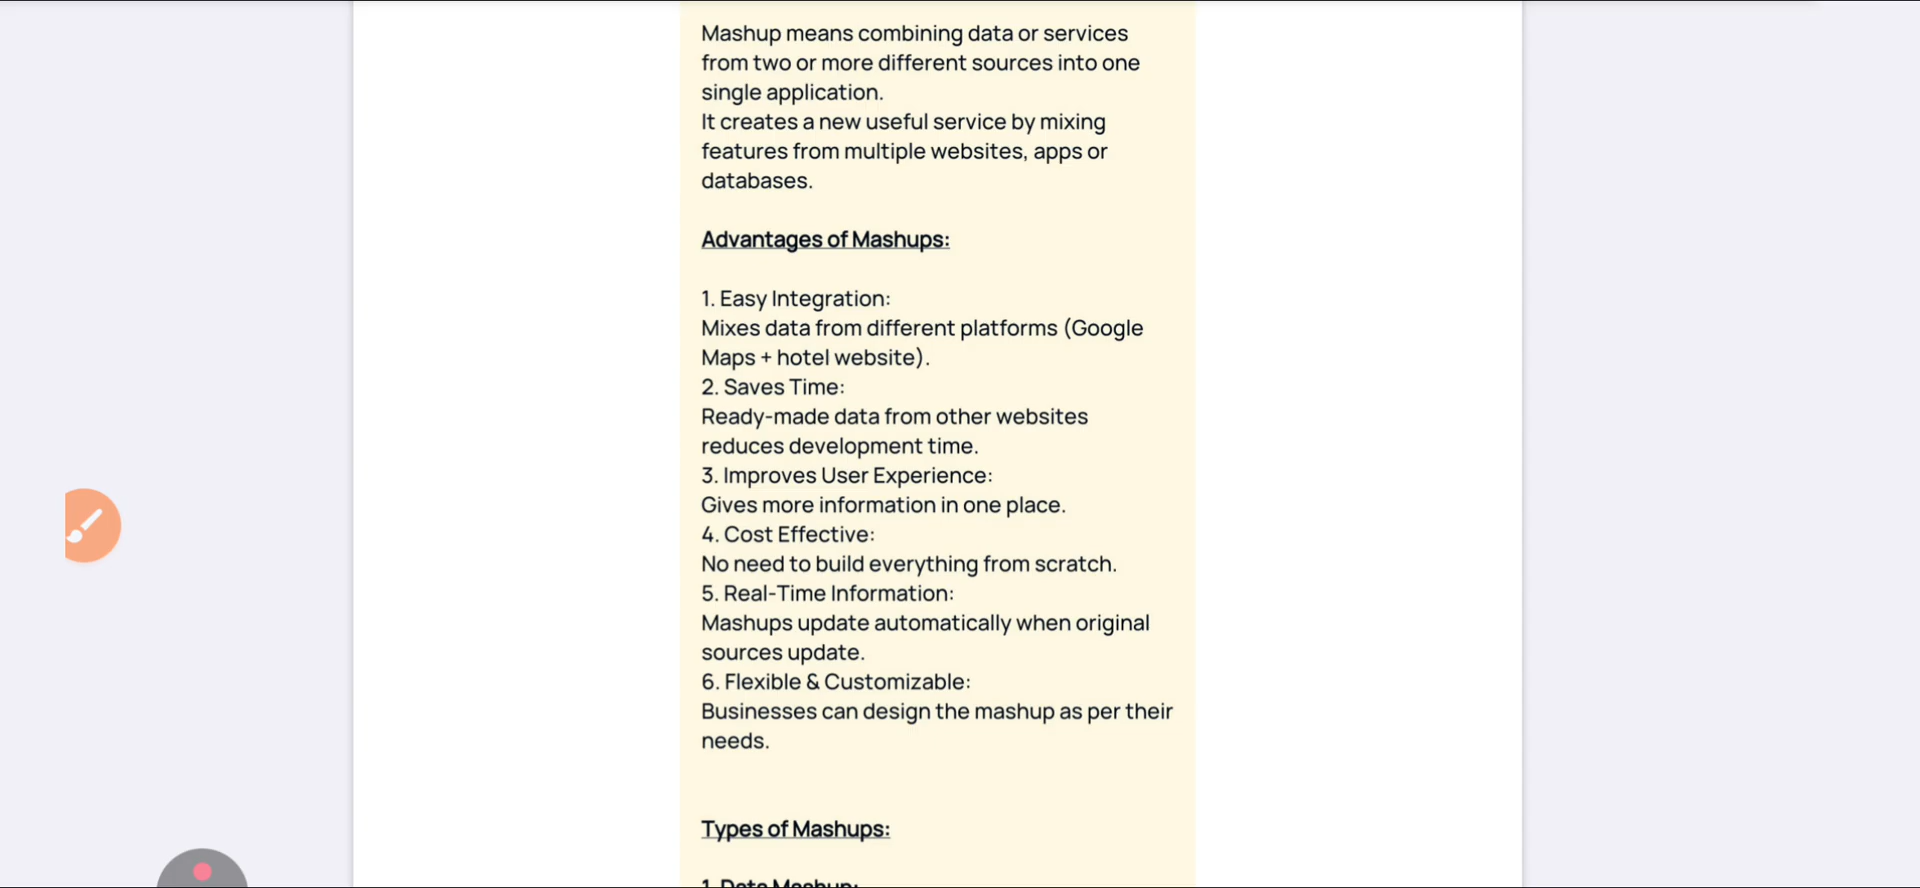 Mashup means combining data or services
from two or more different sources into one
single application.
It creates a new useful service by mixing
features from multiple websites, apps or
databases.
Advantages of Mashups:
1. Easy Integration:
Mixes data from different platforms (Google
Maps + hotel website).
2. Saves Time:
Ready-made data from other websites
reduces development time.
3. Improves User Experience:
Gives more information in one place.
4. Cost Effective:
No need to build everything from scratch.
5. Real-Time Information:
Mashups update automatically when original
sources update.
6. Flexible & Customizable:
Businesses can design the mashup as per their
needs.
Types of Mashups:
1. Data Mashup: